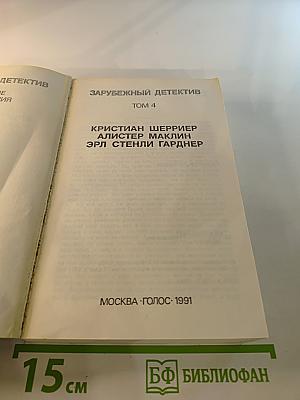 ДЕТЕКТИВ
ЗАРУБЕЖНЫЙ ДЕТЕКТИВ
ТОМ 4
КРИСТИАН ШЕРРИЕР
АЛИСТЕР МАКЛИН
ЭРЛ СТЕНЛИ ГАРДНЕР
МОСКВА·ГОЛОС·1991
15 см
БФ БИБЛИОФАН